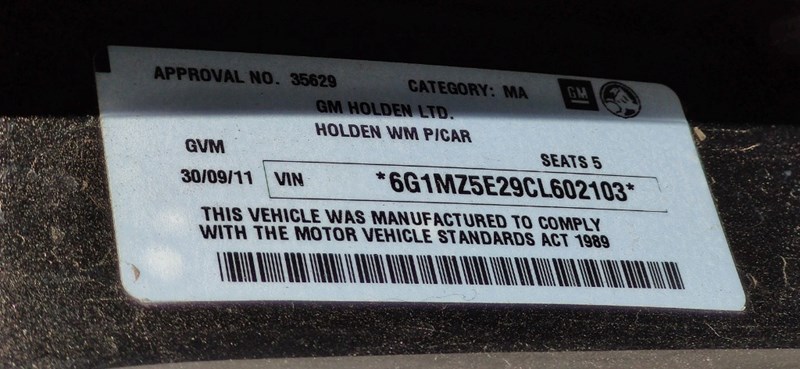 APPROVAL NO. 35629 CATEGORY: MA GM
GM HOLDEN LTD.
HOLDEN WM P/CAR
GVM SEATS 5
30/09/11 VIN *6G1MZ5E29CL602103*
THIS VEHICLE WAS MANUFACTURED TO COMPLY
WITH THE MOTOR VEHICLE STANDARDS ACT 1989